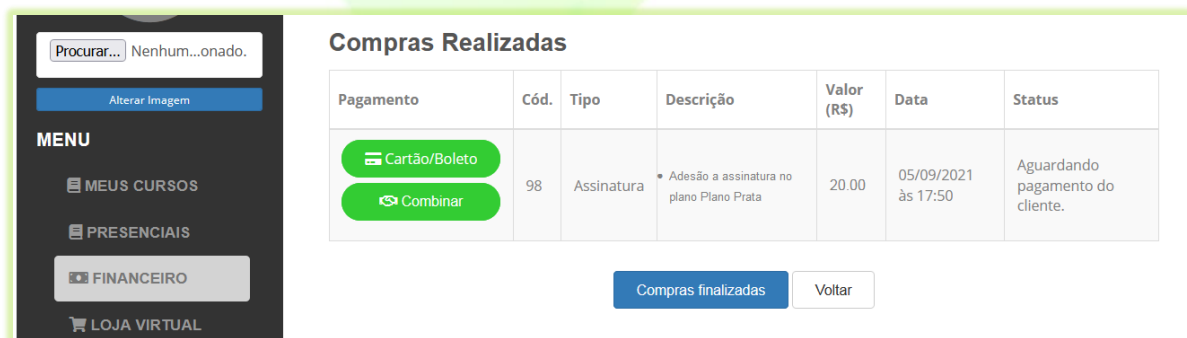 Procurar... Nenhum...onado.
Alterar Imagem
MENU
MEUS CURSOS
PRESENCIAIS
FINANCEIRO
LOJA VIRTUAL
Compras Realizadas
Pagamento Cód. Tipo Descrição Valor (R$) Data Status
Cartão/Boleto
Combinar
98 Assinatura
Adesão a assinatura no
plano Plano Prata
20.00
05/09/2021
às 17:50
Aguardando
pagamento do
cliente.
Compras finalizadas Voltar